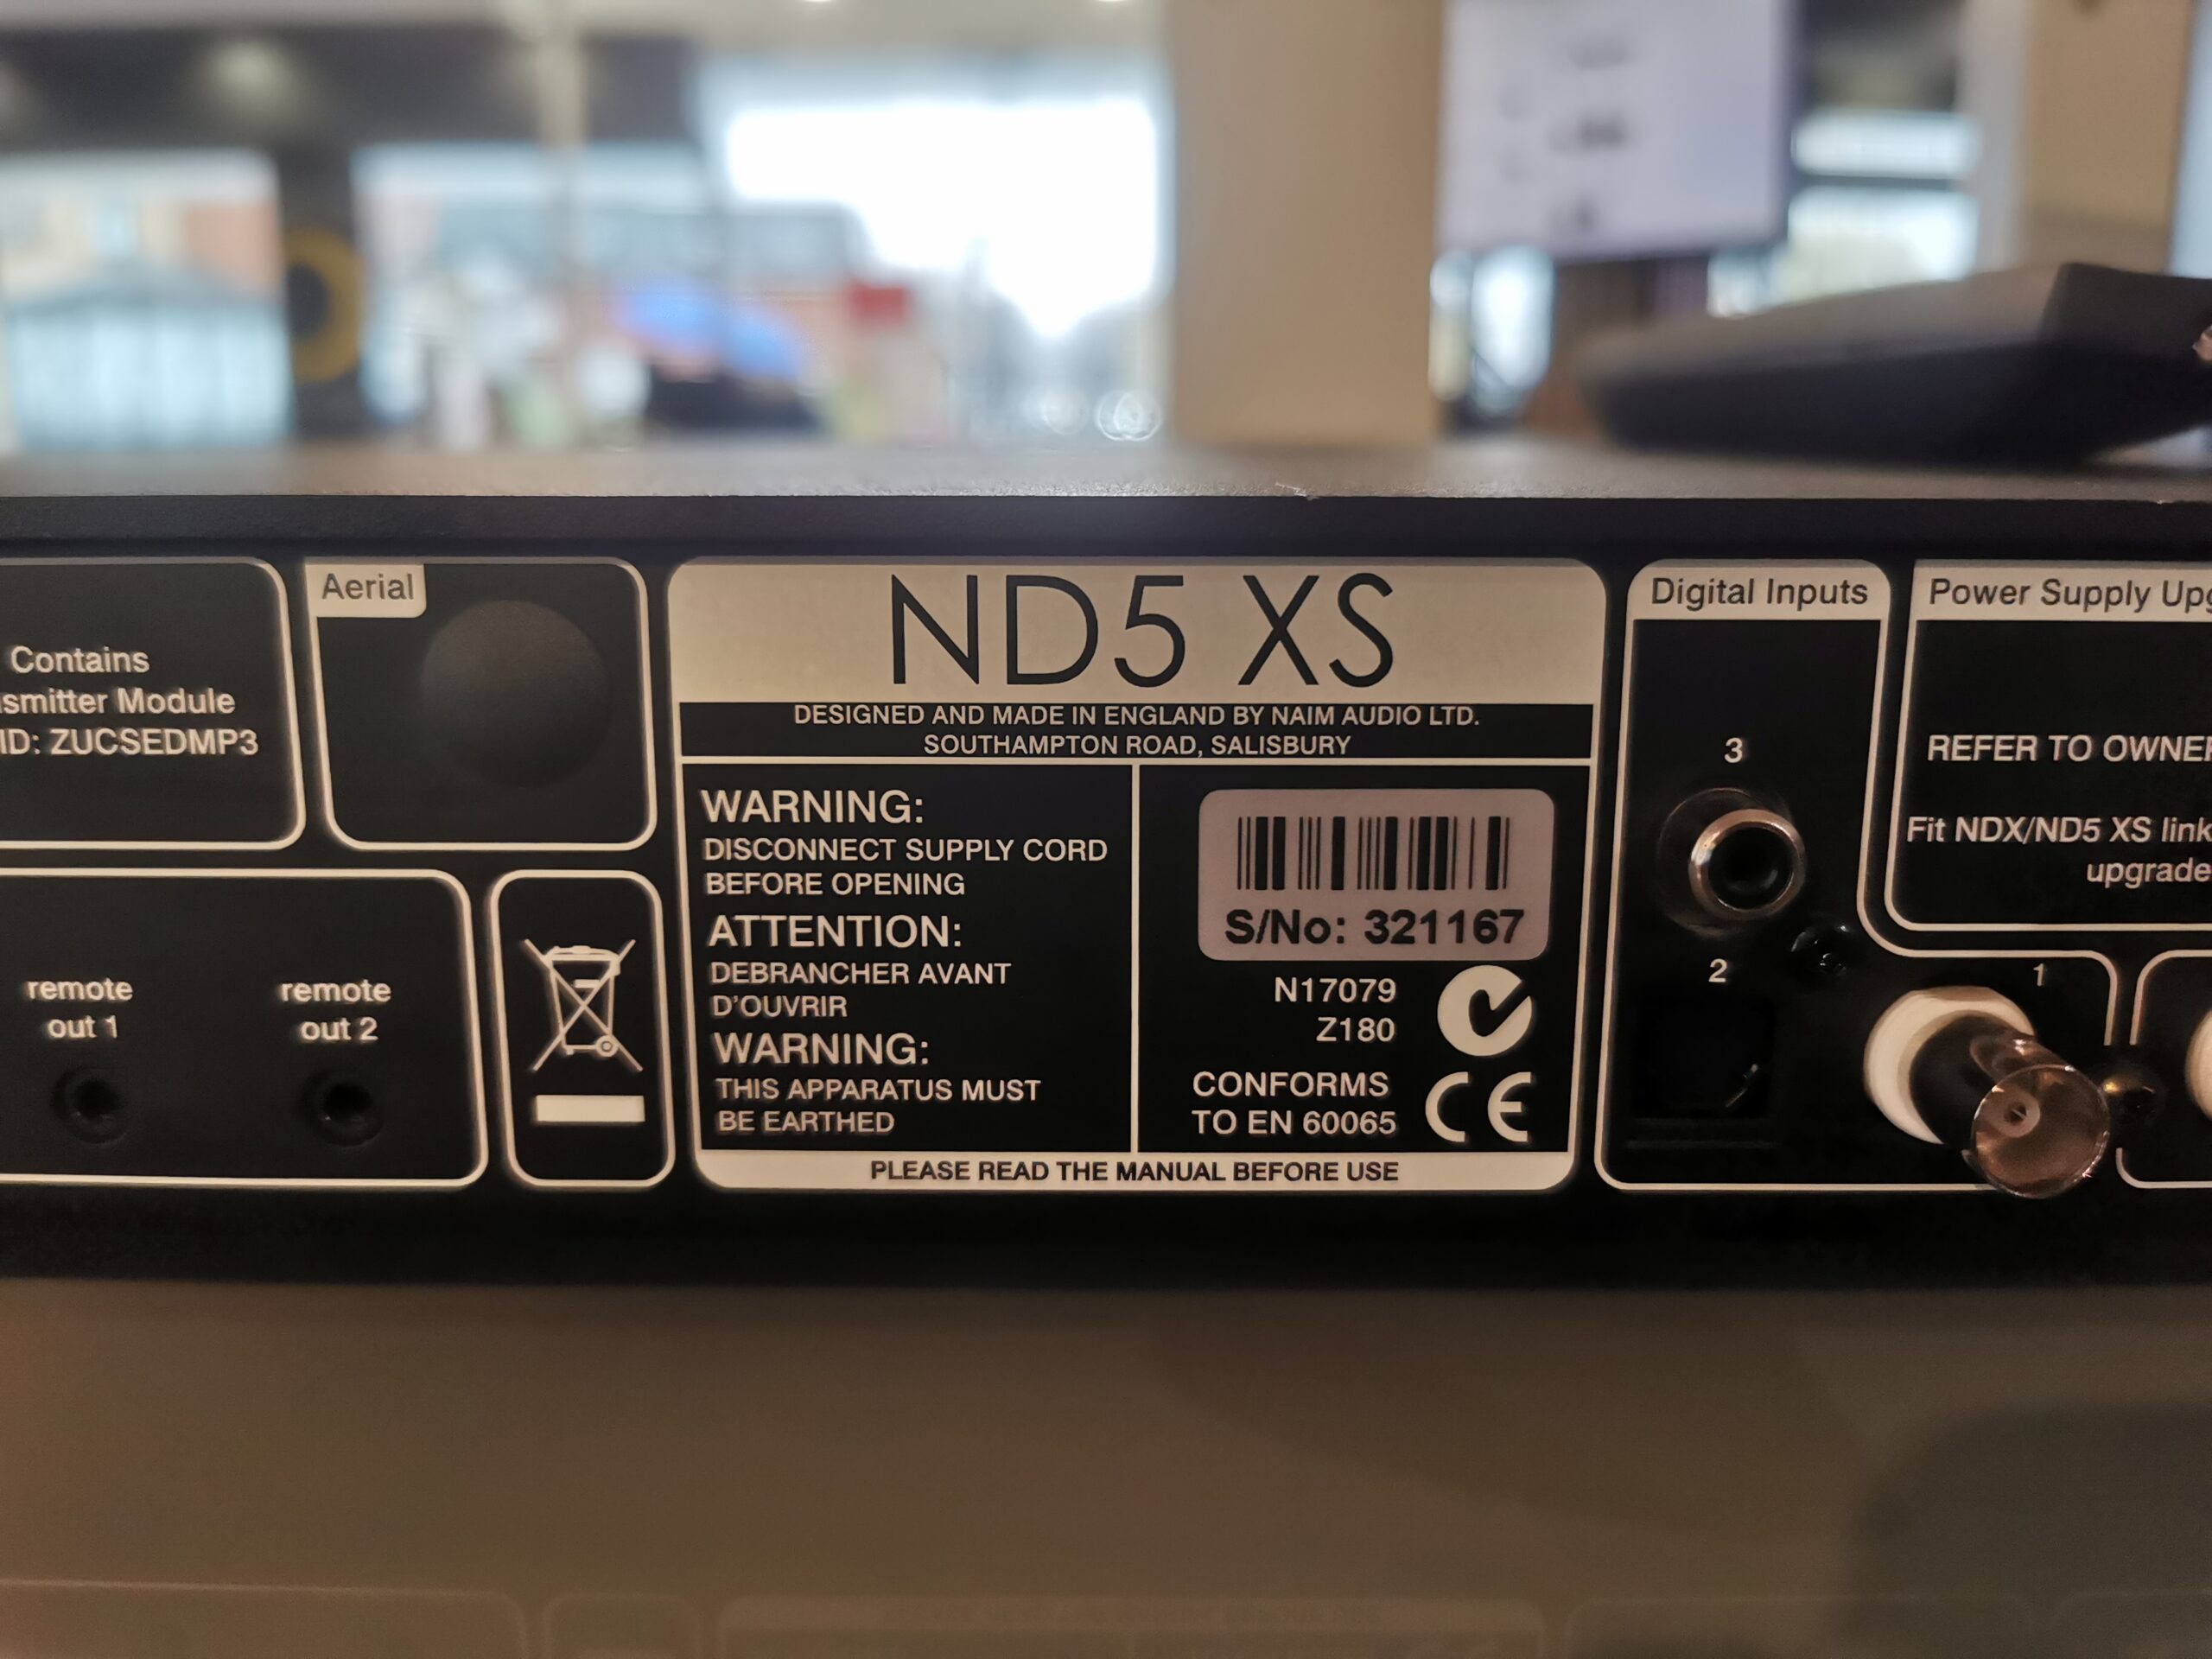 Contains
smitter Module
ID: ZUCSEDMP3
Aerial
remote
out 1
remote
out 2
ND5 XS
DESIGNED AND MADE IN ENGLAND BY NAIM AUDIO LTD.
SOUTHAMPTON ROAD, SALISBURY
WARNING:
DISCONNECT SUPPLY CORD
BEFORE OPENING
ATTENTION:
DEBRANCHER AVANT
D'OUVRIR
WARNING:
THIS APPARATUS MUST
BE EARTHED
S/No: 321167
N17079
Z180
CONFORMS
TO EN 60065
CE
PLEASE READ THE MANUAL BEFORE USE
Digital Inputs
3
2
1
Power Supply Upg
REFER TO OWNER
Fit NDX/ND5 XS link
upgrade